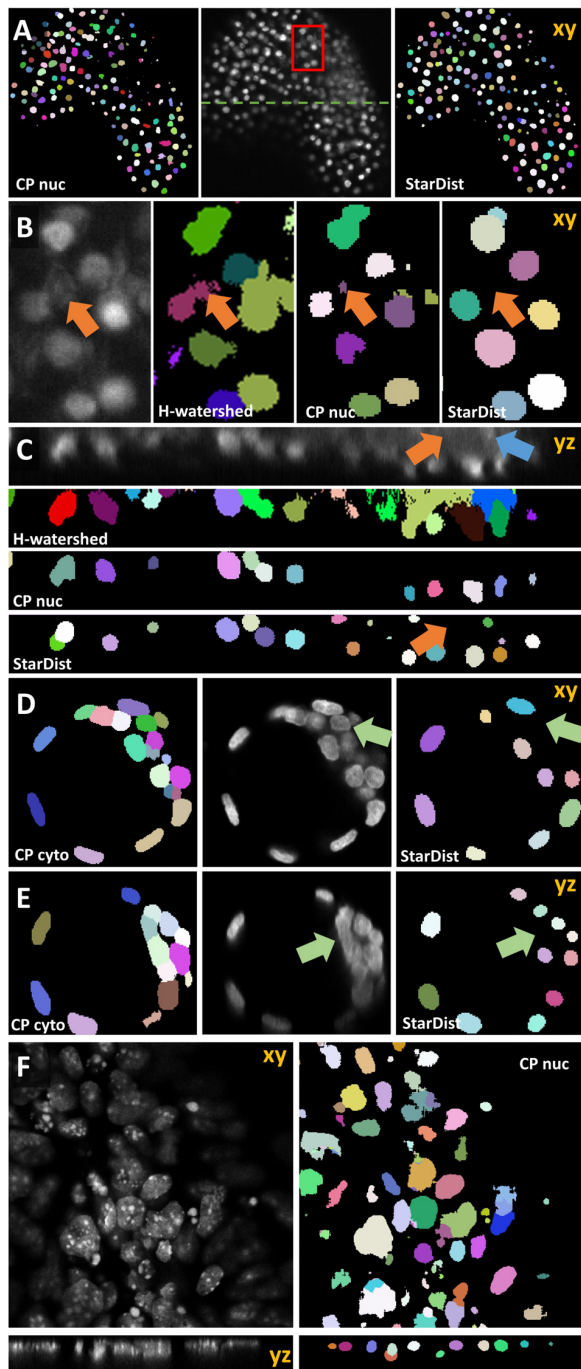 A
xy
CP nuc
StarDist
B
xy
H-watershed
CP nuc
StarDist
C
yz
H-watershed
CP nuc
StarDist
D
xy
CP cyto
StarDist
E
yz
CP cyto
StarDist
F
xy
CP nuc
yz